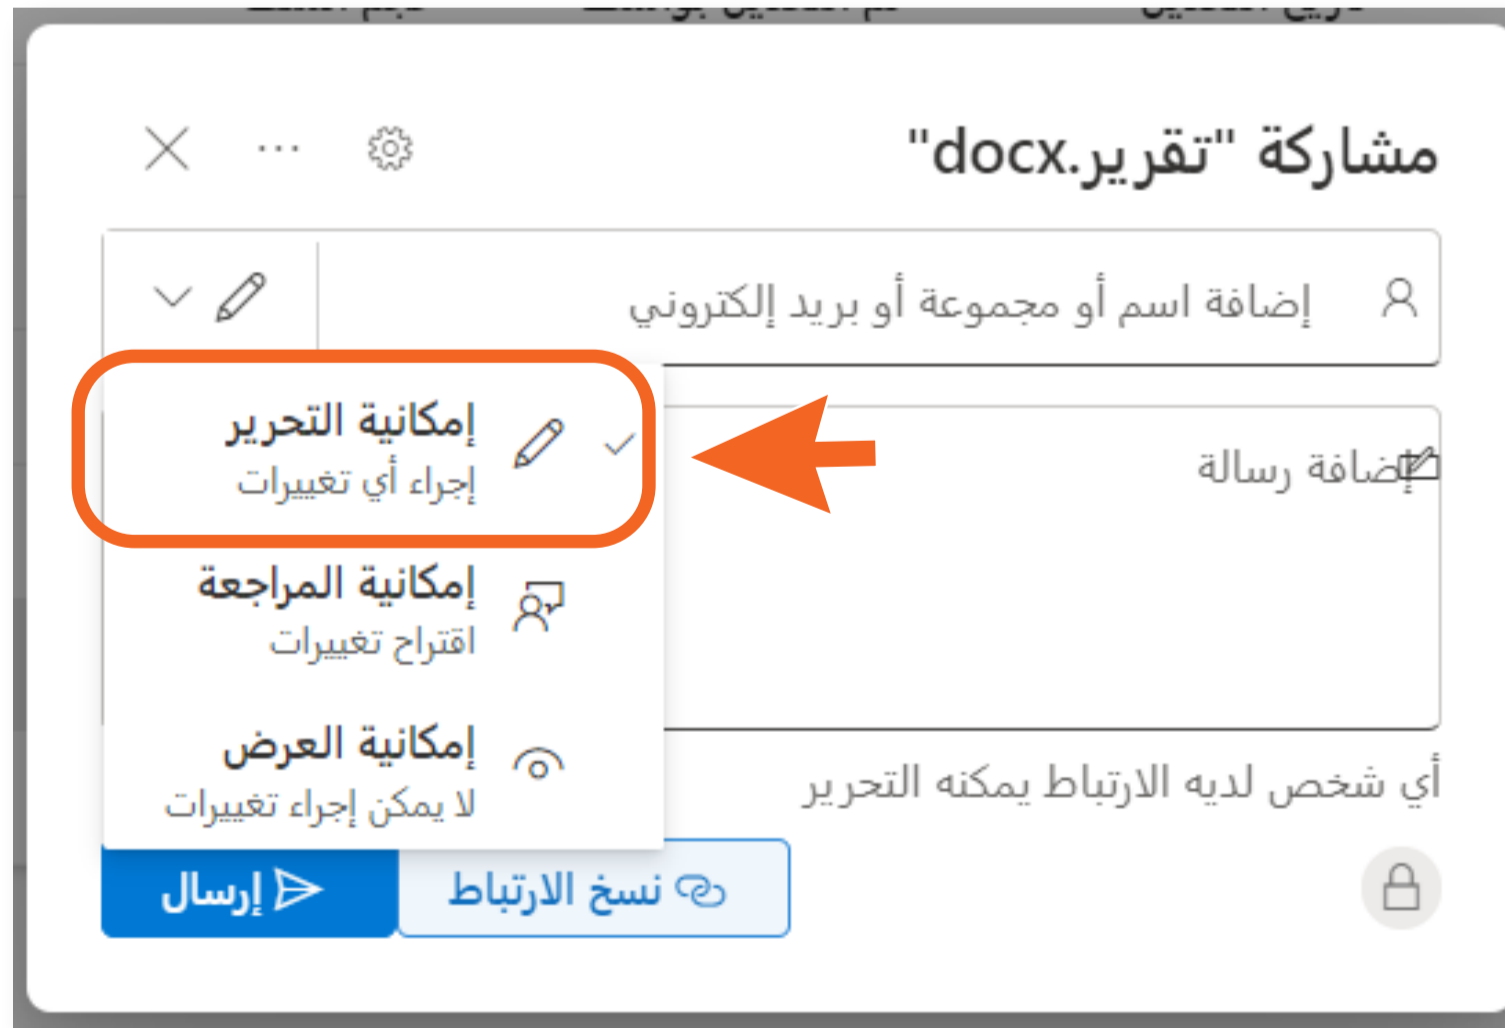 مشاركة "تقرير.docx"
إضافة اسم أو مجموعة أو بريد إلكتروني
إمكانية التحرير
إجراء أي تغييرات
إضافة رسالة
إمكانية المراجعة
اقتراح تغييرات
إمكانية العرض
لا يمكن إجراء تغييرات
أي شخص لديه الارتباط يمكنه التحرير
نسخ الارتباط
إرسال